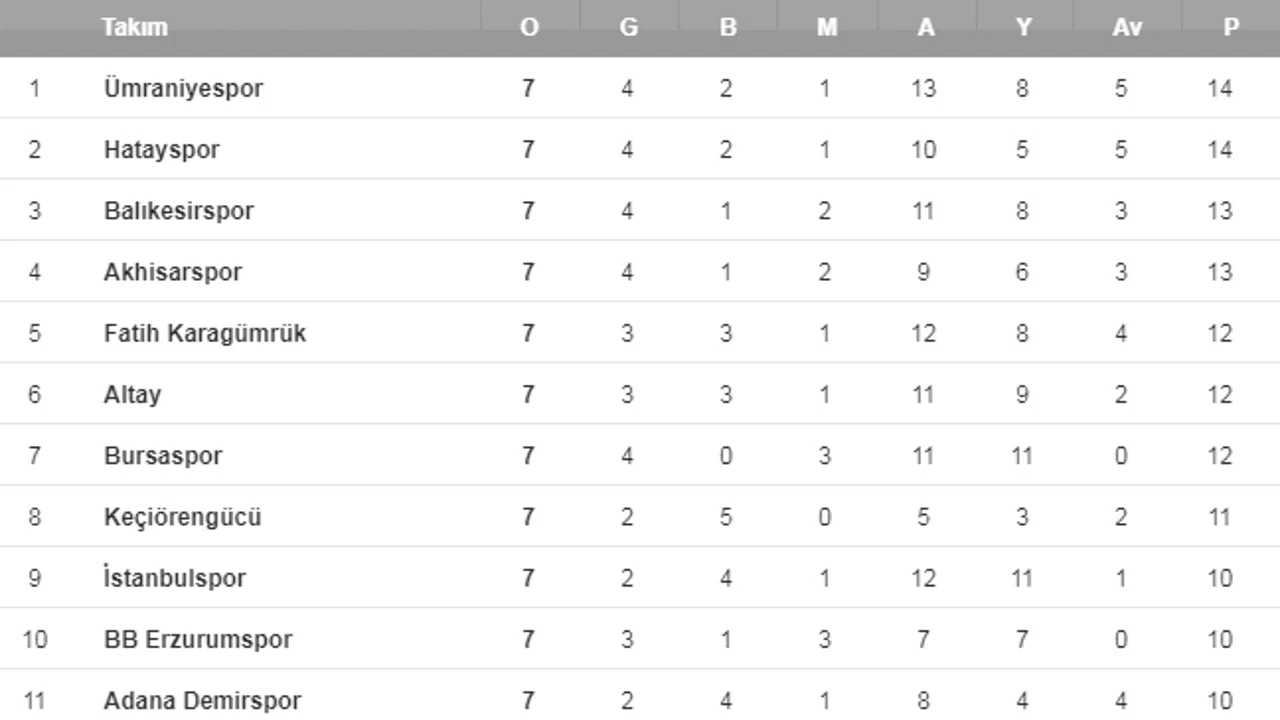 Takım O G B M A Y Av P
1 Ümraniyespor 7 4 2 1 13 8 5 14
2 Hatayspor 7 4 2 1 10 5 5 14
3 Balıkesirspor 7 4 1 2 11 8 3 13
4 Akhisarspor 7 4 1 2 9 6 3 13
5 Fatih Karagümrük 7 3 3 1 12 8 4 12
6 Altay 7 3 3 1 11 9 2 12
7 Bursaspor 7 4 0 3 11 11 0 12
8 Keçiörengücü 7 2 5 0 5 3 2 11
9 İstanbulspor 7 2 4 1 12 11 1 10
10 BB Erzurumspor 7 3 1 3 7 7 0 10
11 Adana Demirspor 7 2 4 1 8 4 4 10